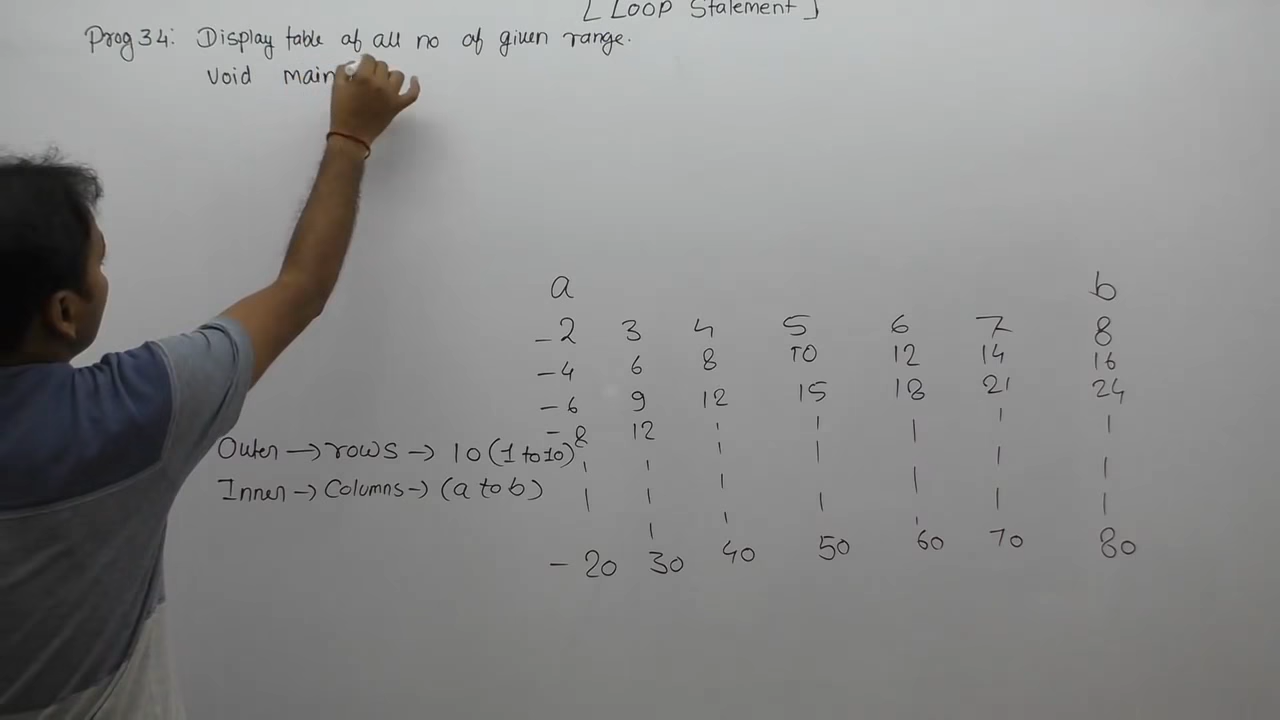 [ Loop Statement ]
Prog 34: Display table of all no of given range.
Void main
a b
- 2 3 4 5 6 7 8
- 4 6 8 10 12 14 16
- 6 9 12 15 18 21 24
- 8 12
Outer → rows → 10 (1 to 10)
Inner → Columns → (a to b)
- 20 30 40 50 60 70 80